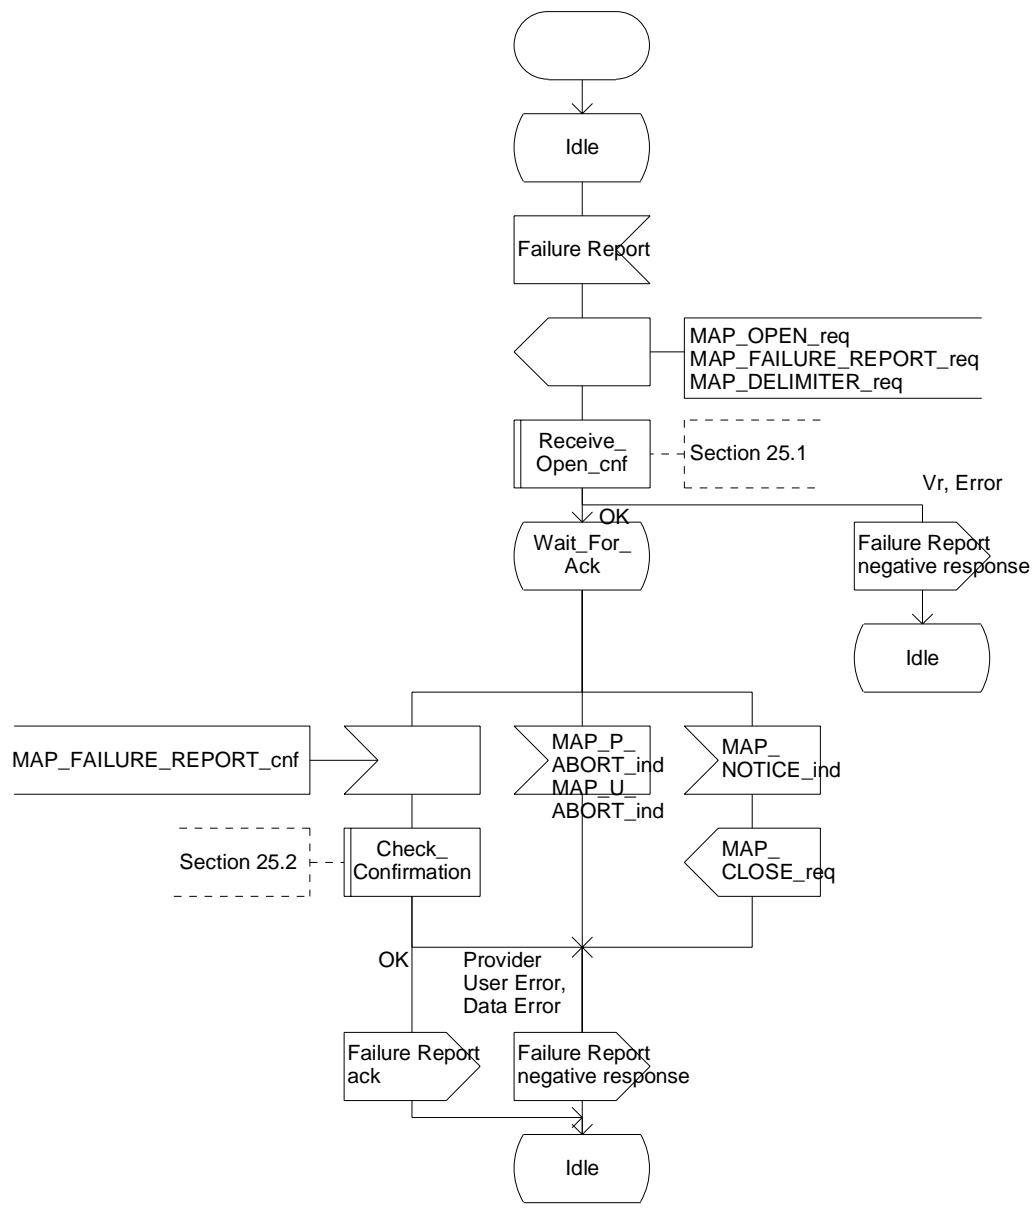 Idle
Failure Report
MAP_OPEN_req
MAP_FAILURE_REPORT_req
MAP_DELIMITER_req
Receive_
Open_cnf
Section 25.1
Vr, Error
OK
Wait_For_
Ack
Failure Report
negative response
Idle
MAP_FAILURE_REPORT_cnf
MAP_P_
ABORT_ind
MAP_U_
ABORT_ind
MAP_
NOTICE_ind
Section 25.2
Check_
Confirmation
MAP_
CLOSE_req
OK
Provider
User Error,
Data Error
Failure Report
ack
Failure Report
negative response
Idle